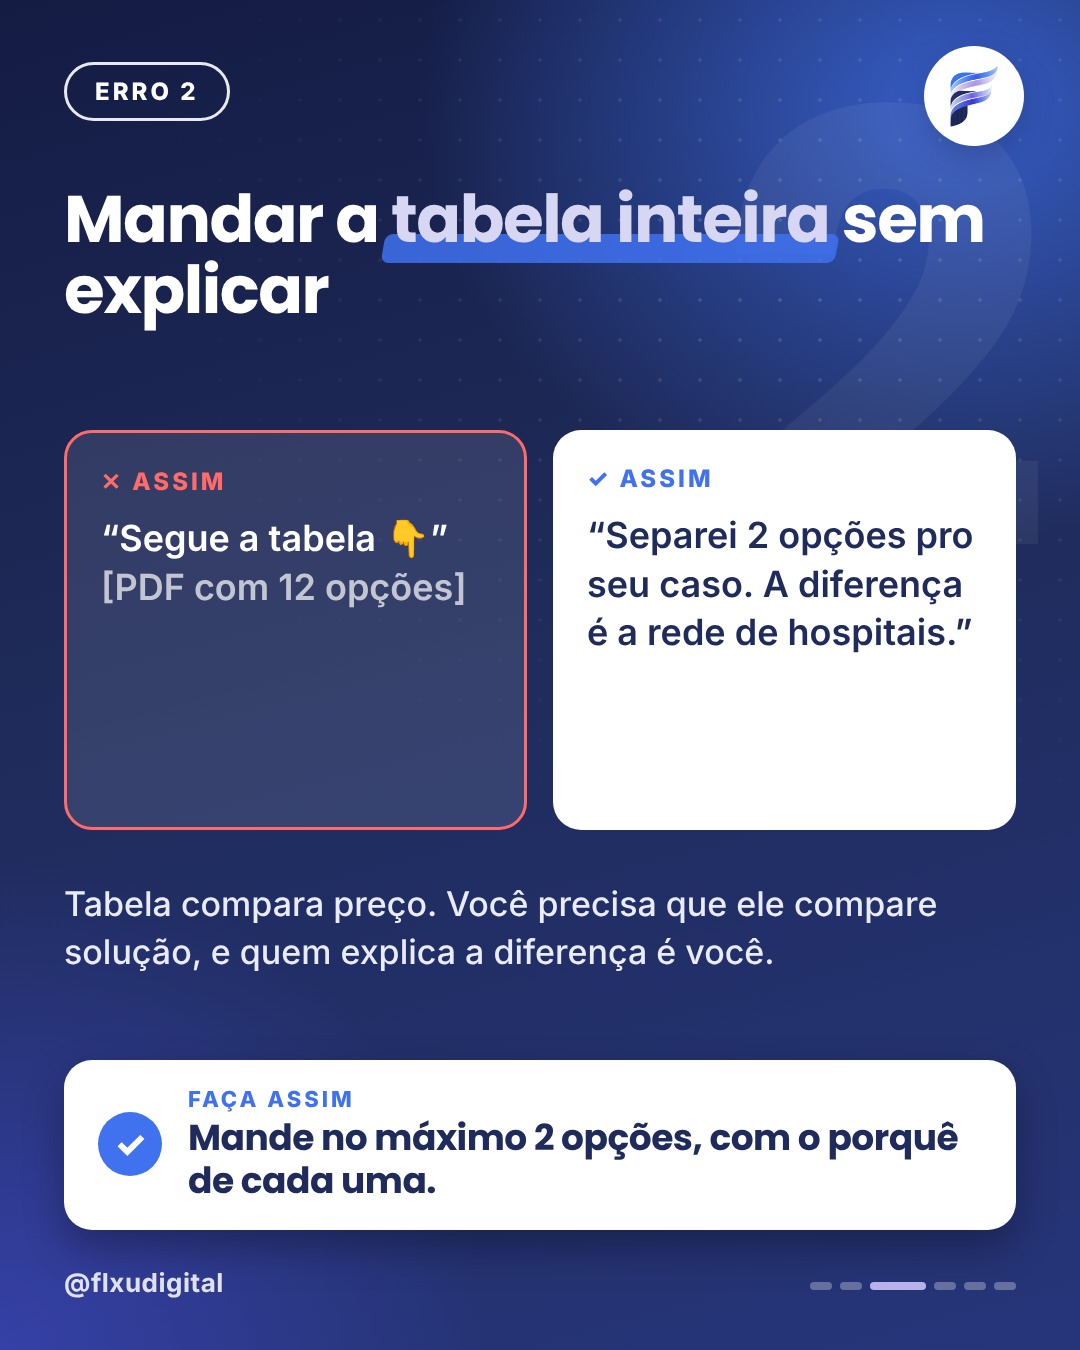 ERRO 2
Mandar a tabela inteira sem
explicar
2
✕ ASSIM
“Segue a tabela 👇”
[PDF com 12 opções]
✓ ASSIM
“Separei 2 opções pro
seu caso. A diferença
é a rede de hospitais.”
Tabela compara preço. Você precisa que ele compare
solução, e quem explica a diferença é você.
FAÇA ASSIM
Mande no máximo 2 opções, com o porquê
de cada uma.
@flxudigital